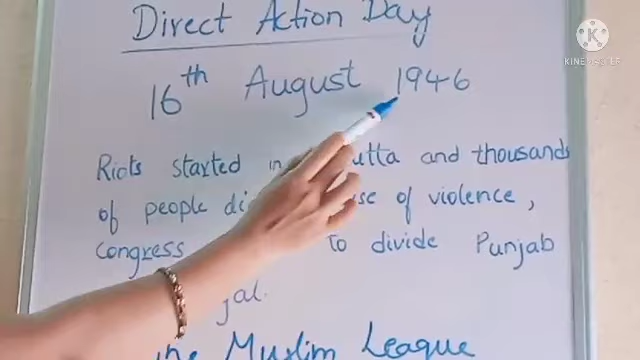 Direct Action Day
16th August 1946
KINEMASTER
Riots started in utta and thousands
of people di se of violence,
Congress to divide Punjab
gal.
the Muslim League